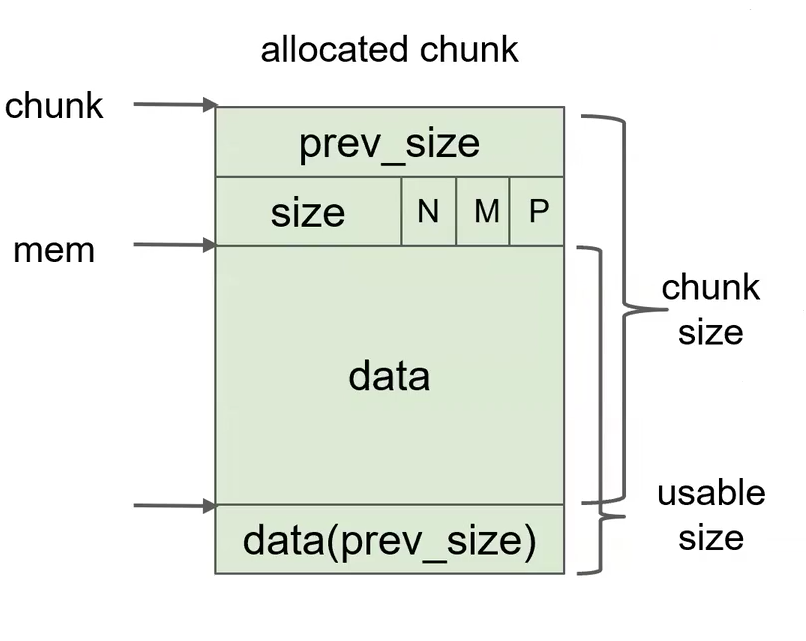 allocated chunk
chunk
prev_size
size N M P
mem
chunk
size
data
usable
size
data(prev_size)